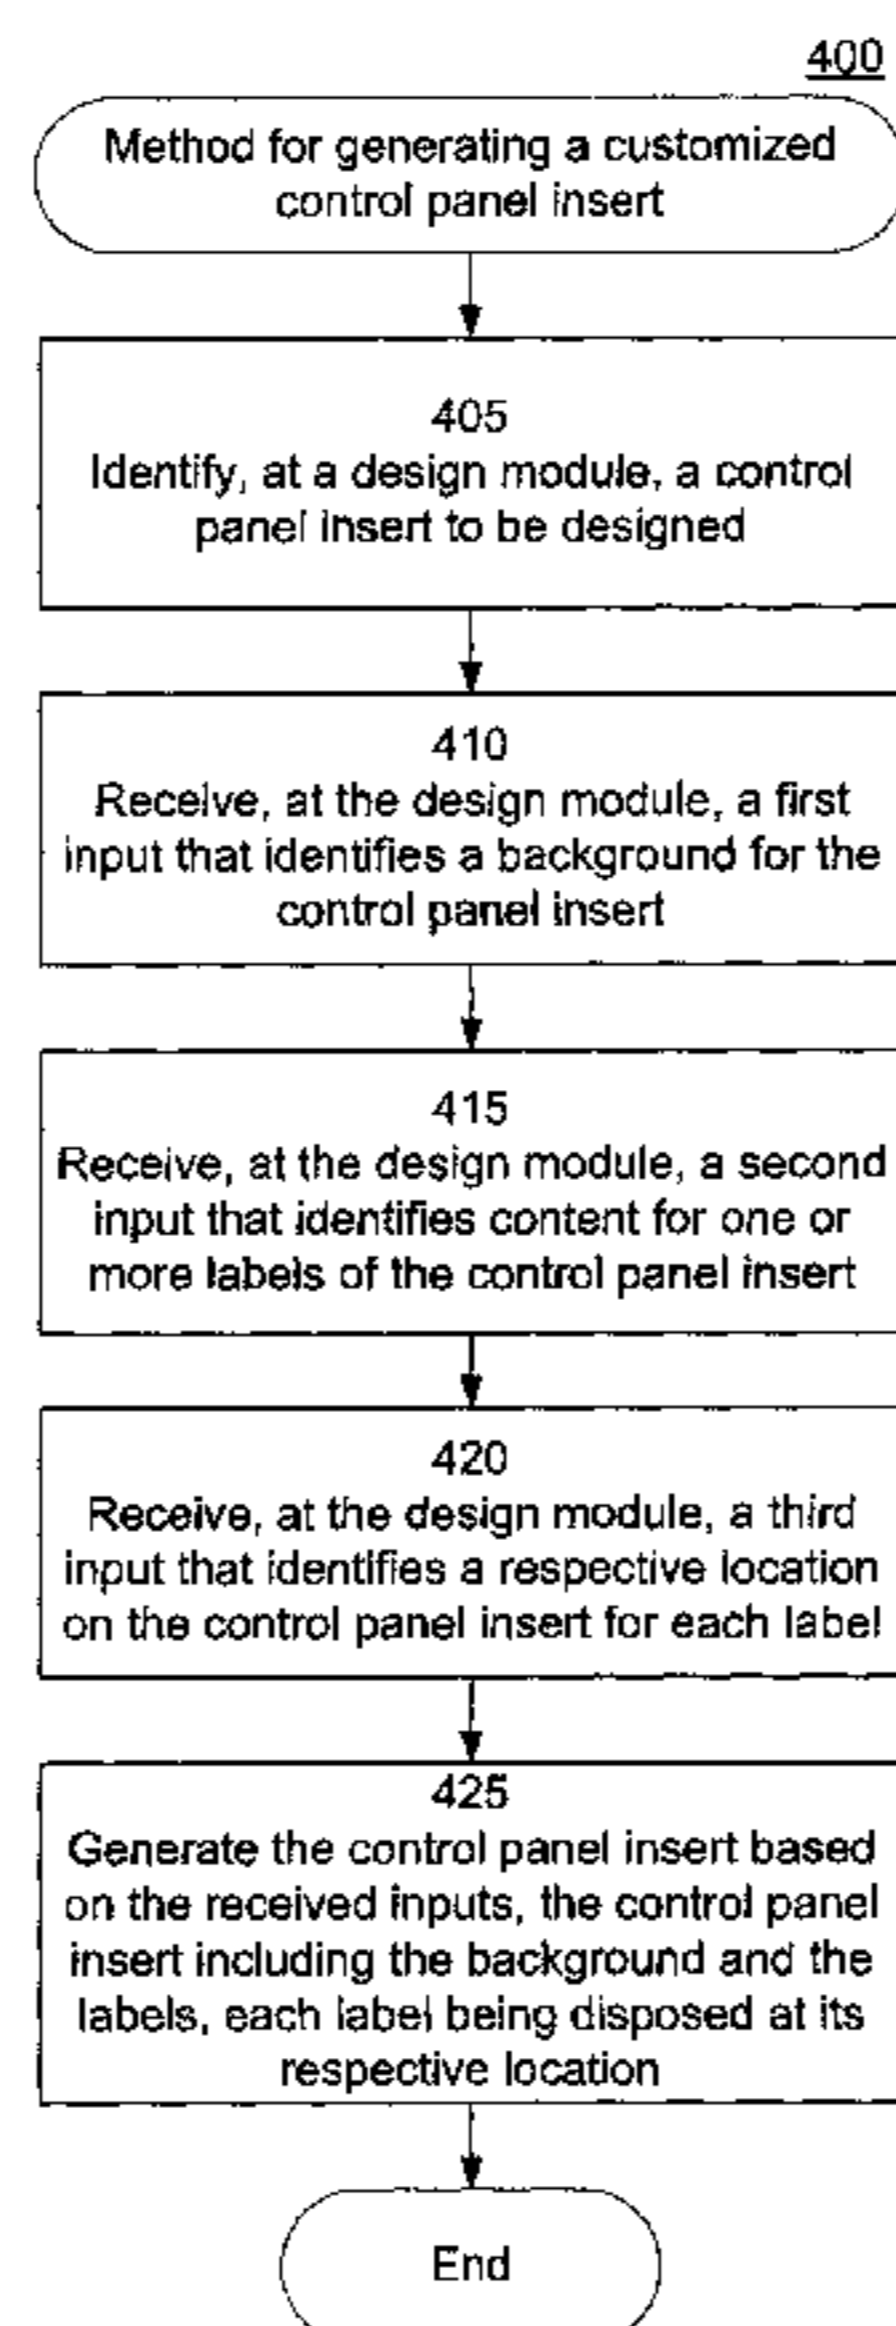 400
Method for generating a customized
control panel insert
405
Identify, at a design module, a control
panel insert to be designed
410
Receive, at the design module, a first
input that identifies a background for the
control panel insert
415
Receive, at the design module, a second
input that identifies content for one or
more labels of the control panel insert
420
Receive, at the design module, a third
input that identifies a respective location
on the control panel insert for each label
425
Generate the control panel insert based
on the received inputs, the control panel
insert including the background and the
labels, each label being disposed at its
respective location
End